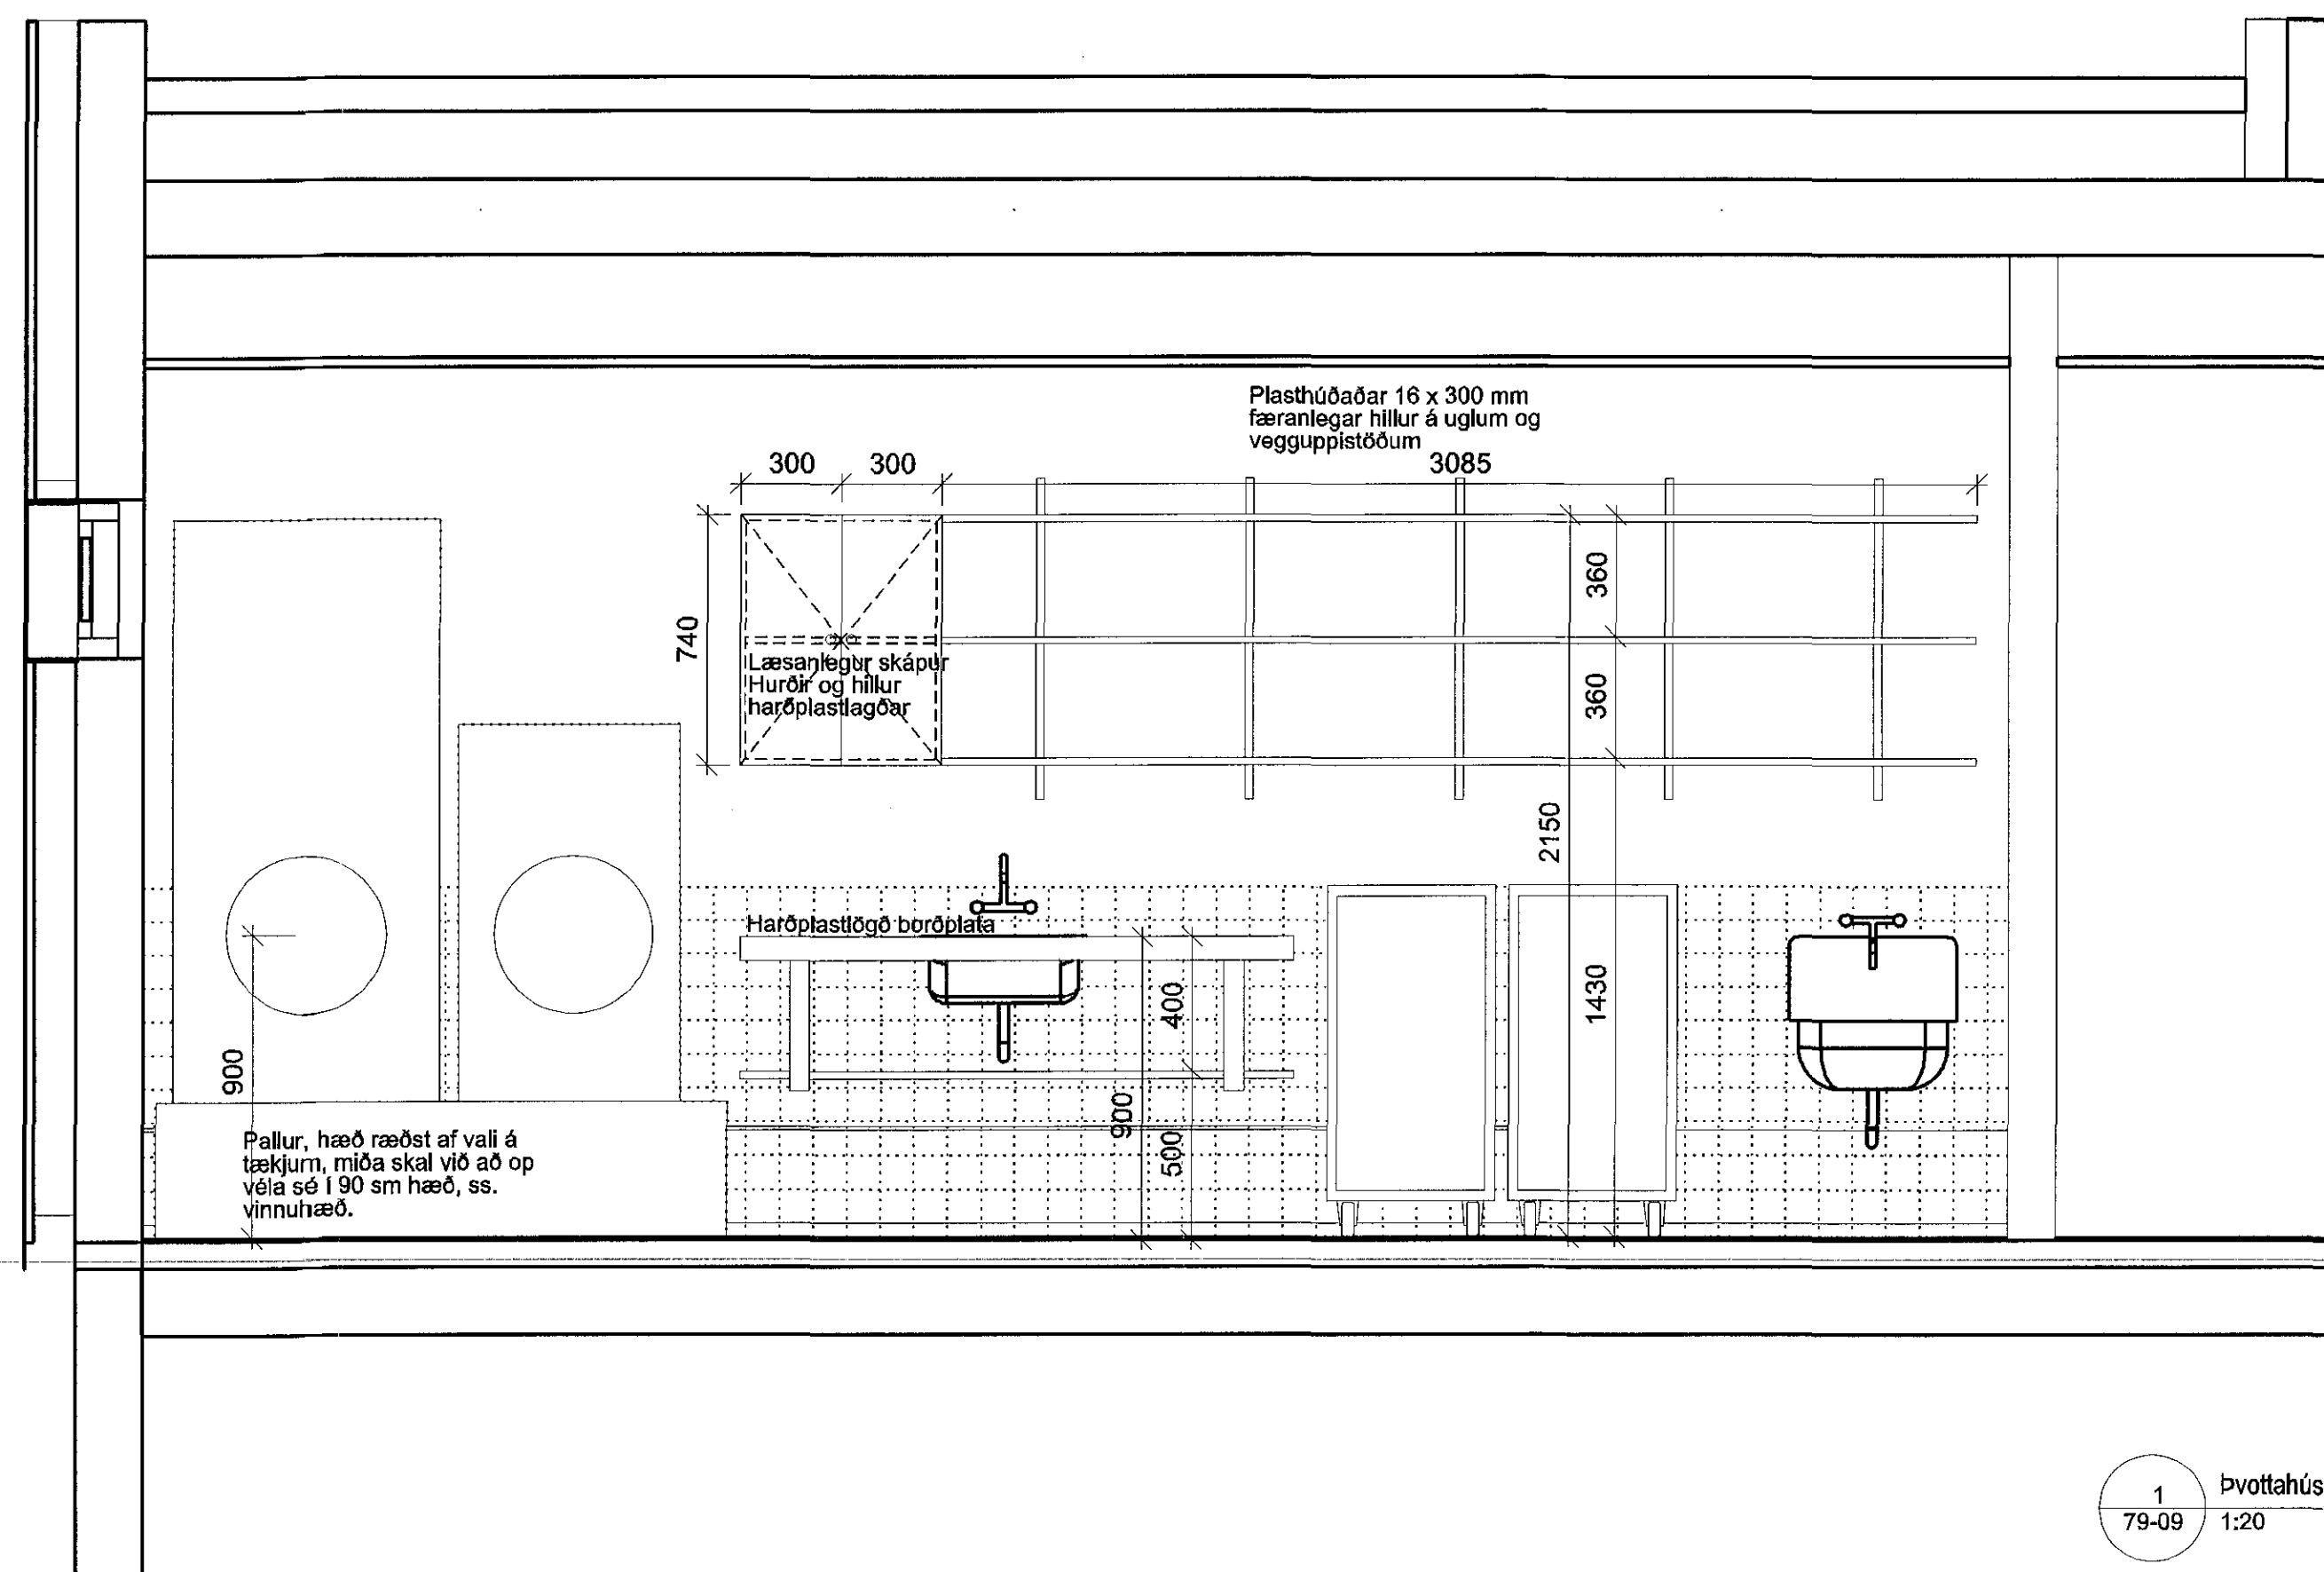 Plasthúðaðar 16 x 300 mm
færanlegar hillur á uglum og
vegguppistöðum
300
300
3085
740
360
360
Læsanlegur skápur
Hurðir og hillur
harðplastlagðar
2150
1430
Harðplastlögð borðplata
400
900
500
900
Pallur, hæð ræðst af vali á
tækjum, miða skal við að op
véla sé í 90 sm hæð, ss.
vinnuhæð.
1
79-09
Þvottahús
1:20